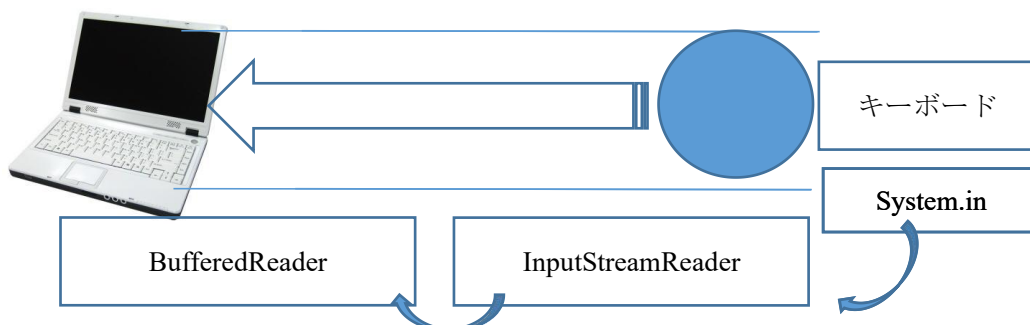 キーボード
System.in
BufferedReader
InputStreamReader